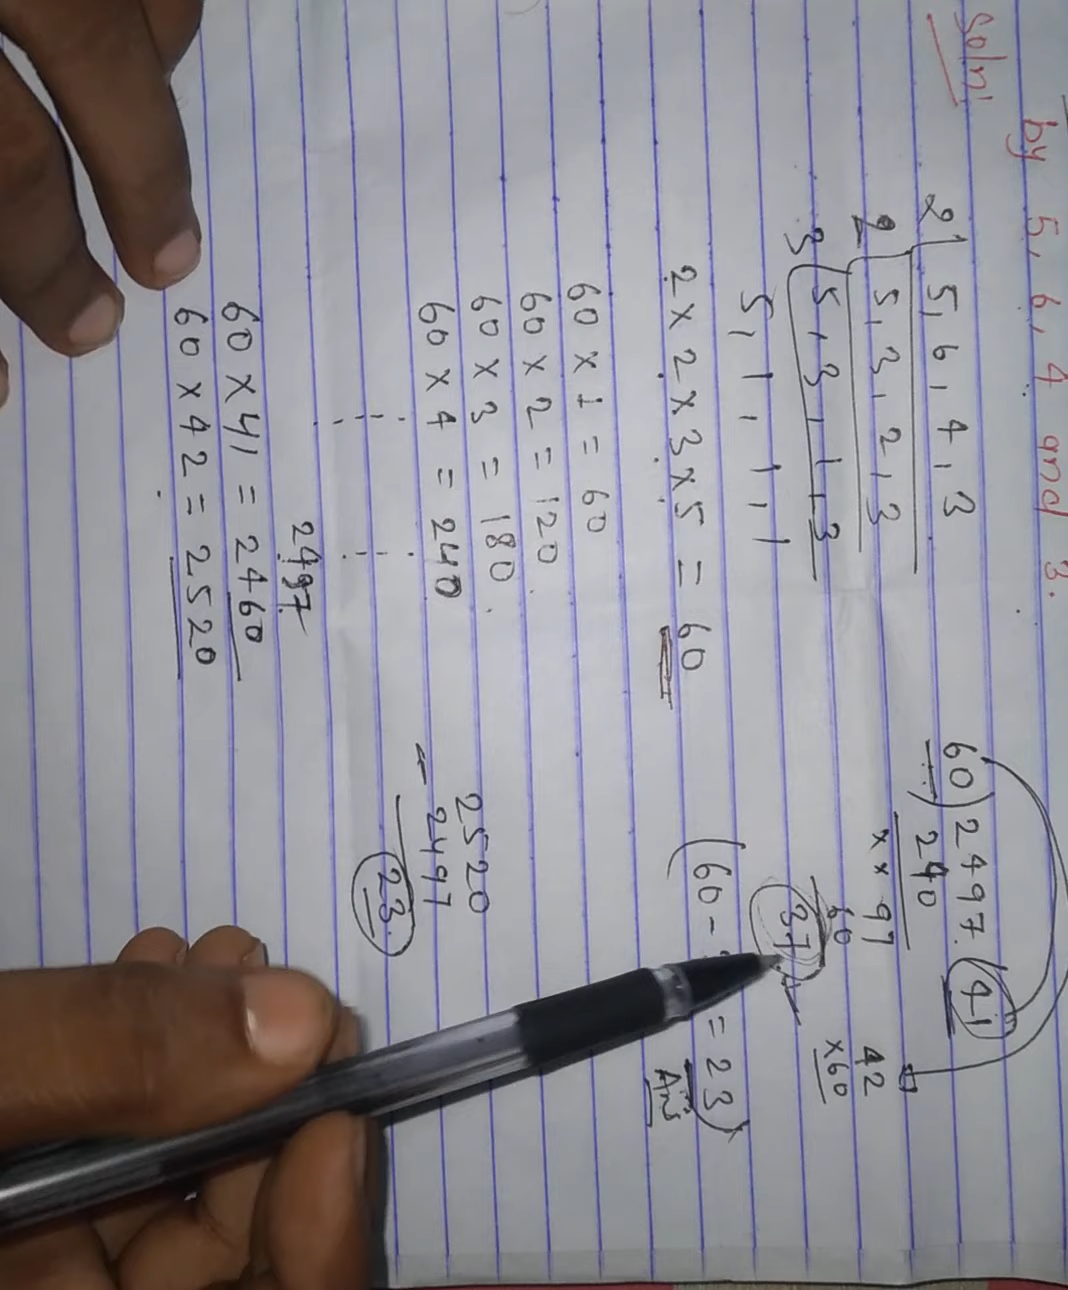 by 5, 6, 4 and 3.
Soln:
2 5, 6, 4, 3
2 5, 3, 2, 3
3 5, 3, 1, 3
5, 1, 1, 1
2 × 2 × 3 × 5 = 60
60 × 1 = 60
60 × 2 = 120
60 × 3 = 180
60 × 4 = 240
2497
60 × 41 = 2460
60 × 42 = 2520
60) 2497 (41
240
× × 97
60
37
42
×60
(60 - = 23)
Ans
2520
- 2497
23